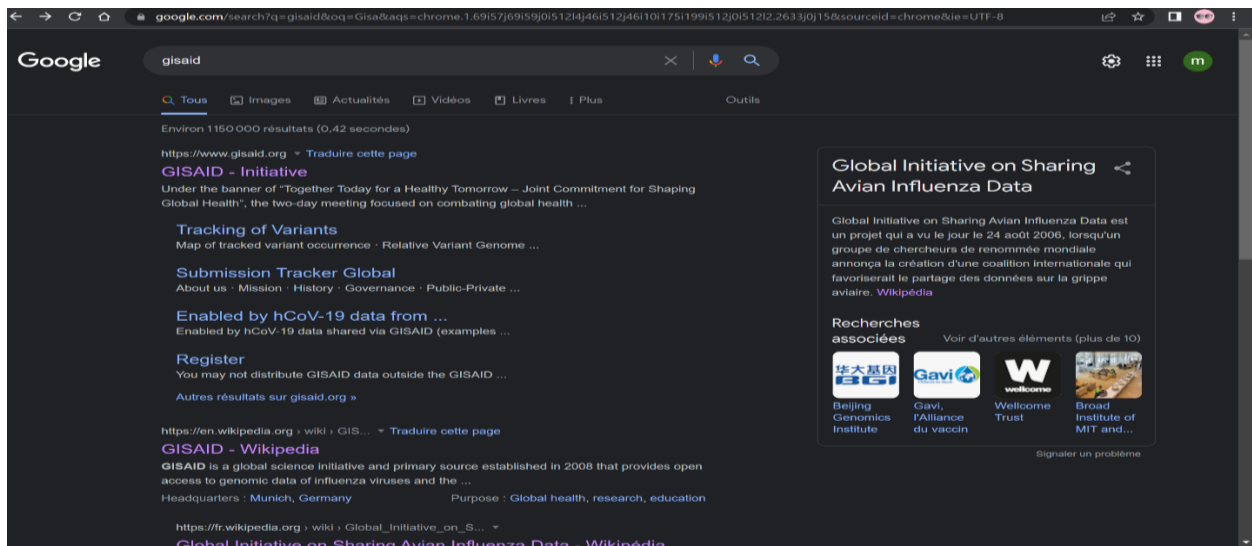 google.com/search?q=gisaid&oq=Gisa&aqs=chrome.1.69i57j69i59j0i512l4j46i512j46i10i175i199i512j0i512l2.2633j0j15&sourceid=chrome&ie=UTF-8
Google
gisaid
m
Tous
Images
Actualités
Vidéos
Livres
Plus
Outils
Environ 1 150 000 résultats (0,42 secondes)
https://www.gisaid.org Traduire cette page
GISAID - Initiative
Under the banner of "Together Today for a Healthy Tomorrow – Joint Commitment for Shaping
Global Health", the two-day meeting focused on combating global health ...
Tracking of Variants
Map of tracked variant occurrence · Relative Variant Genome ...
Submission Tracker Global
About us · Mission · History · Governance · Public-Private ...
Enabled by hCoV-19 data from ...
Enabled by hCoV-19 data shared via GISAID (examples ...
Register
You may not distribute GISAID data outside the GISAID ...
Autres résultats sur gisaid.org »
https://en.wikipedia.org › wiki › GIS... Traduire cette page
GISAID - Wikipedia
GISAID is a global science initiative and primary source established in 2008 that provides open
access to genomic data of influenza viruses and the ...
Headquarters : Munich, Germany
Purpose : Global health, research, education
https://fr.wikipedia.org › wiki › Global_Initiative_on_S...
Global Initiative on Sharing Avian Influenza Data - Wikipédia
Global Initiative on Sharing
Avian Influenza Data
Global Initiative on Sharing Avian Influenza Data est
un projet qui a vu le jour le 24 août 2006, lorsqu'un
groupe de chercheurs de renommée mondiale
annonça la création d'une coalition internationale qui
favoriserait le partage des données sur la grippe
aviaire. Wikipédia
Recherches
associées
Voir d'autres éléments (plus de 10)
华大基因
BGI
Gavi
W
wellcome
Beijing
Genomics
Institute
Gavi,
l'Alliance
du vaccin
Wellcome
Trust
Broad
Institute of
MIT and...
Signaler un problème